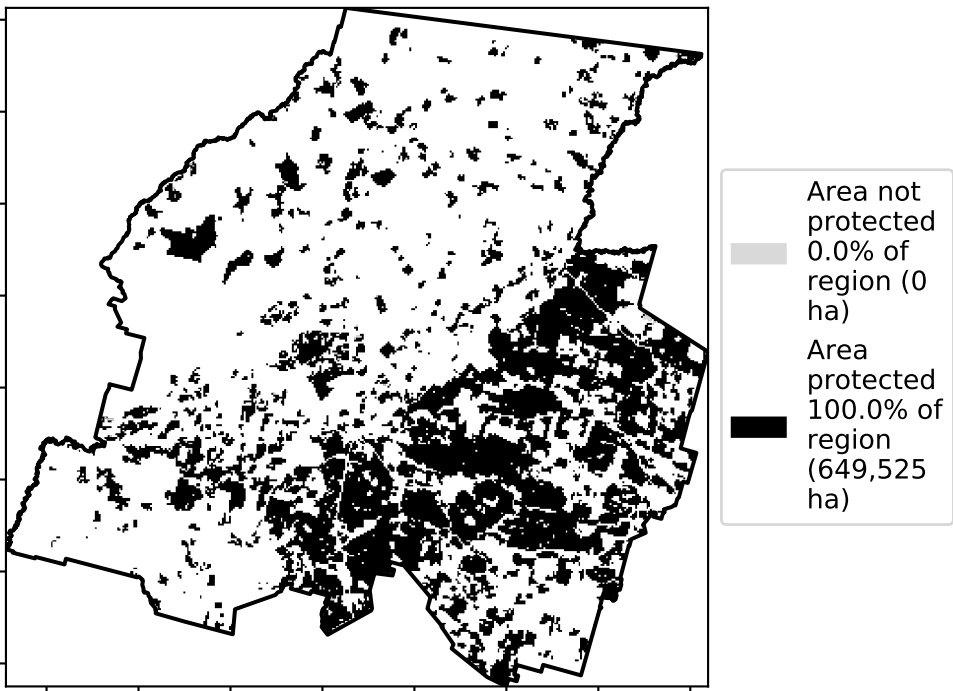 Area not
protected
0.0% of
region (0
ha)
Area
protected
100.0% of
region
(649,525
ha)